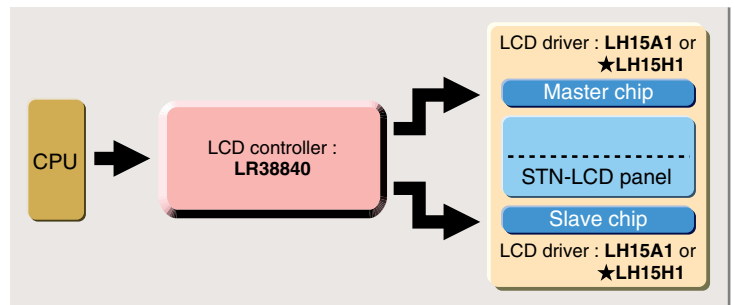 CPU
LCD controller :
LR38840
LCD driver : LH15A1 or
★LH15H1
Master chip
STN-LCD panel
Slave chip
LCD driver : LH15A1 or
★LH15H1